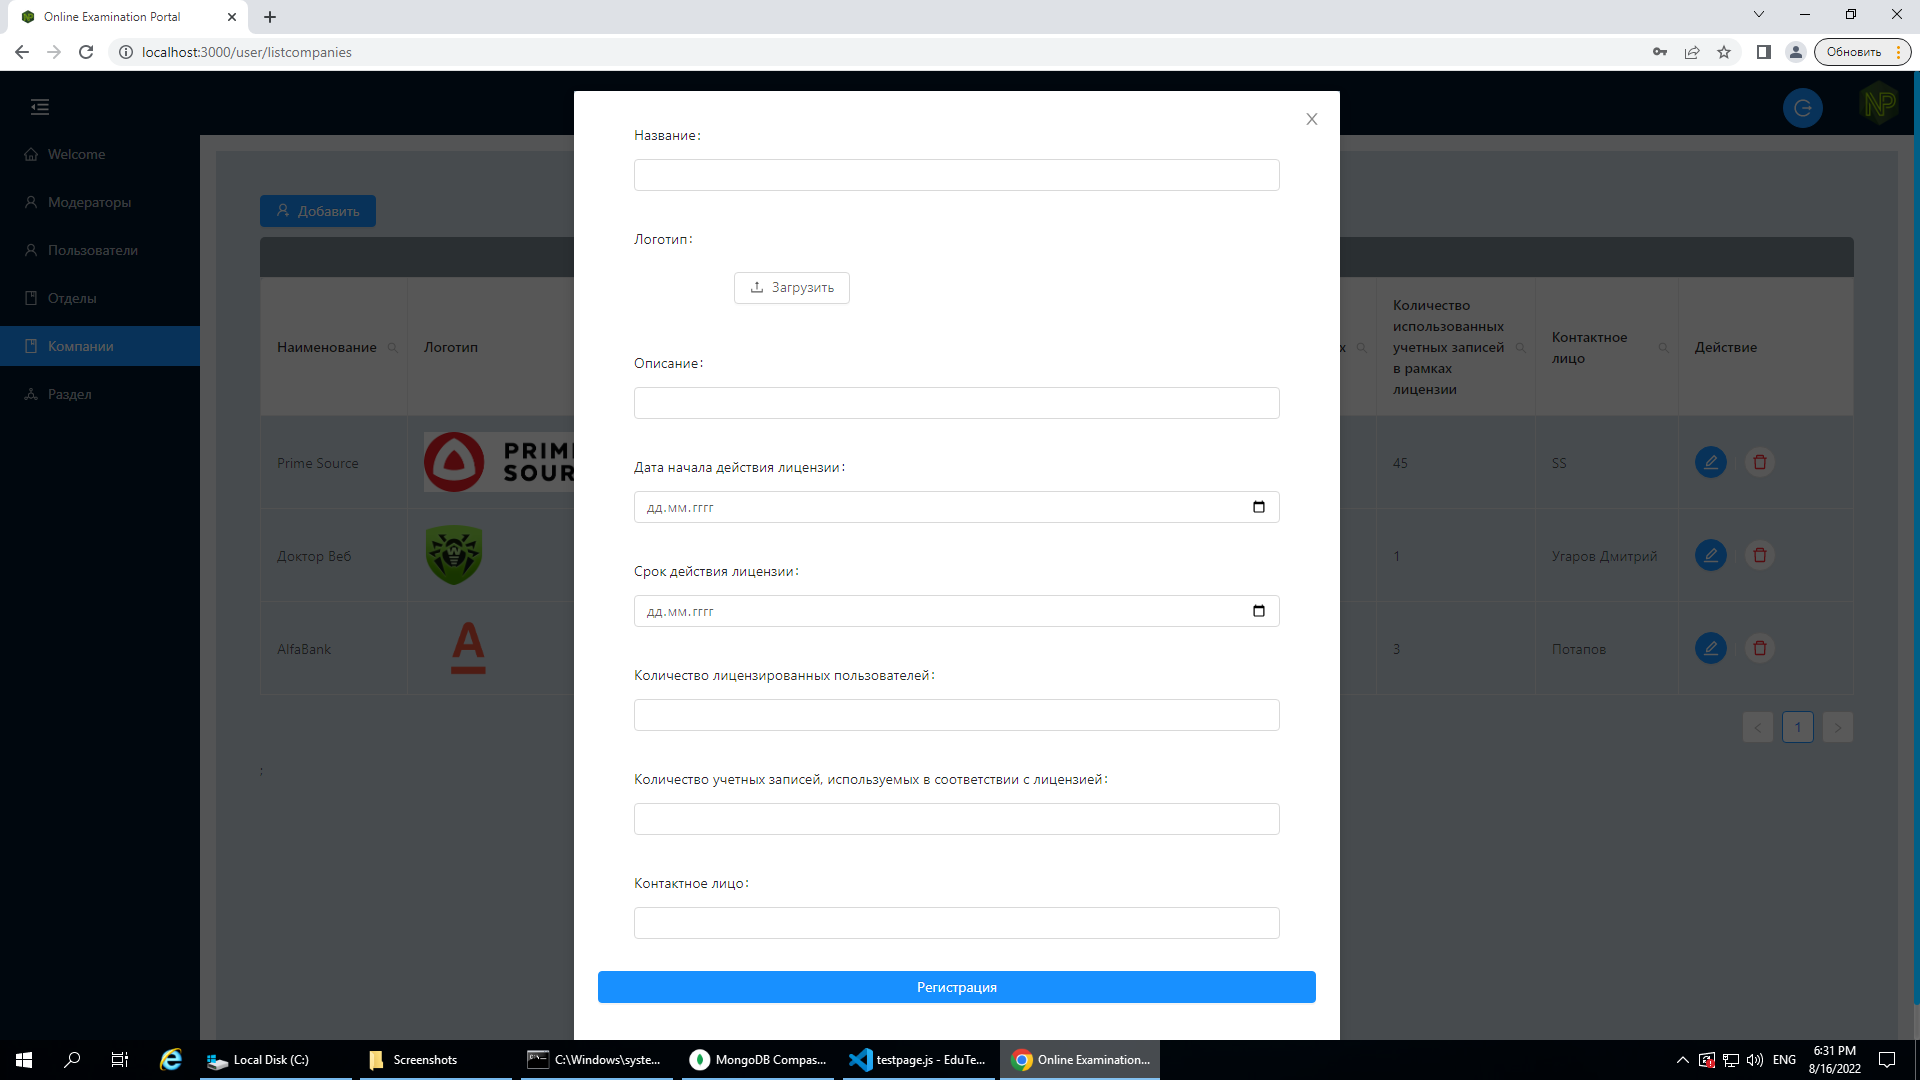 Online Examination Portal
localhost:3000/user/listcompanies
Обновить
NP
Welcome
Модераторы
Пользователи
Отделы
Компании
Раздел
Добавить
Наименование
Логотип
х
Количество
использованных
учетных записей
в рамках
лицензии
Контактное
лицо
Действие
Prime Source
PRIM
SOUR
45
SS
Доктор Веб
1
Угаров Дмитрий
AlfaBank
3
Потапов
< 1 >
;
Название:
Логотип:
Загрузить
Описание:
Дата начала действия лицензии:
дд.мм.гггг
Срок действия лицензии:
дд.мм.гггг
Количество лицензированных пользователей:
Количество учетных записей, используемых в соответствии с лицензией:
Контактное лицо:
Регистрация
Local Disk (C:)
Screenshots
C:\Windows\syste...
MongoDB Compas...
testpage.js - EduTe...
Online Examination...
ENG
6:31 PM
8/16/2022